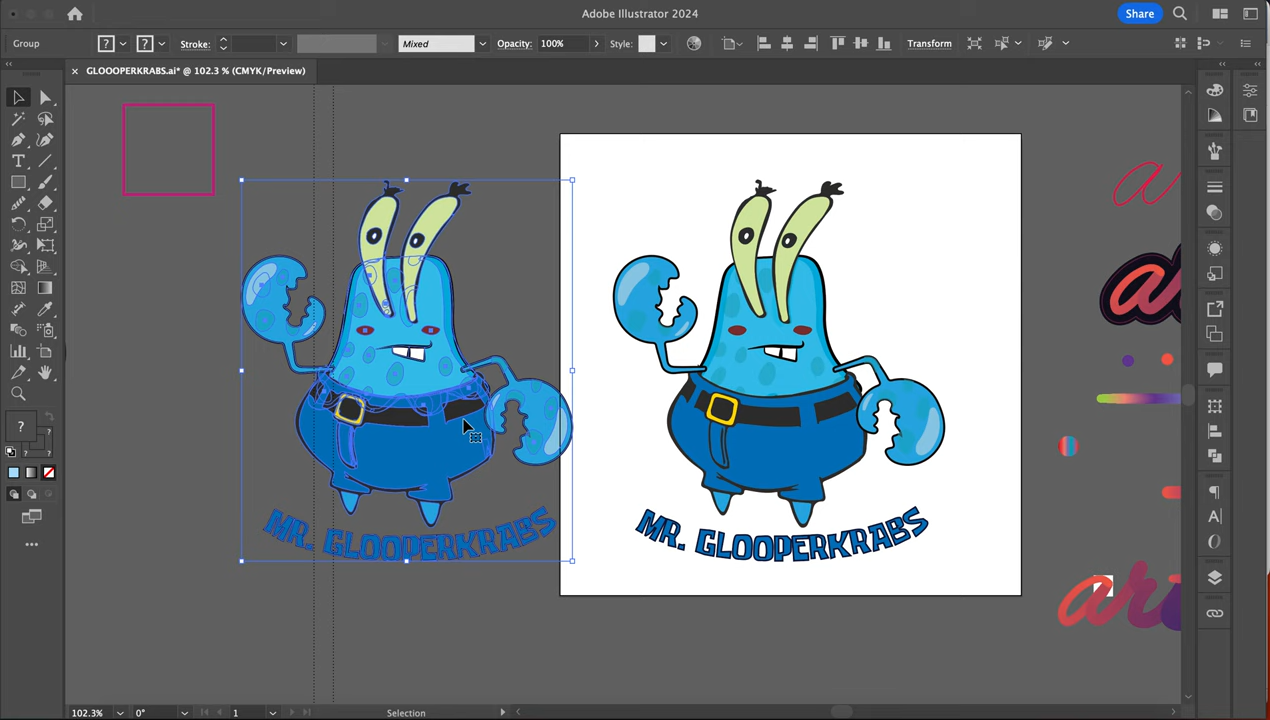 Adobe Illustrator 2024
Share
Group
?
?
Stroke:
Mixed
Opacity:
100%
Style:
Transform
× GLOOOPERKRABS.ai* @ 102.3 % (CMYK/Preview)
MR. GLOOPERKRABS
MR. GLOOPERKRABS
?
?
102.3%
0°
1
Selection